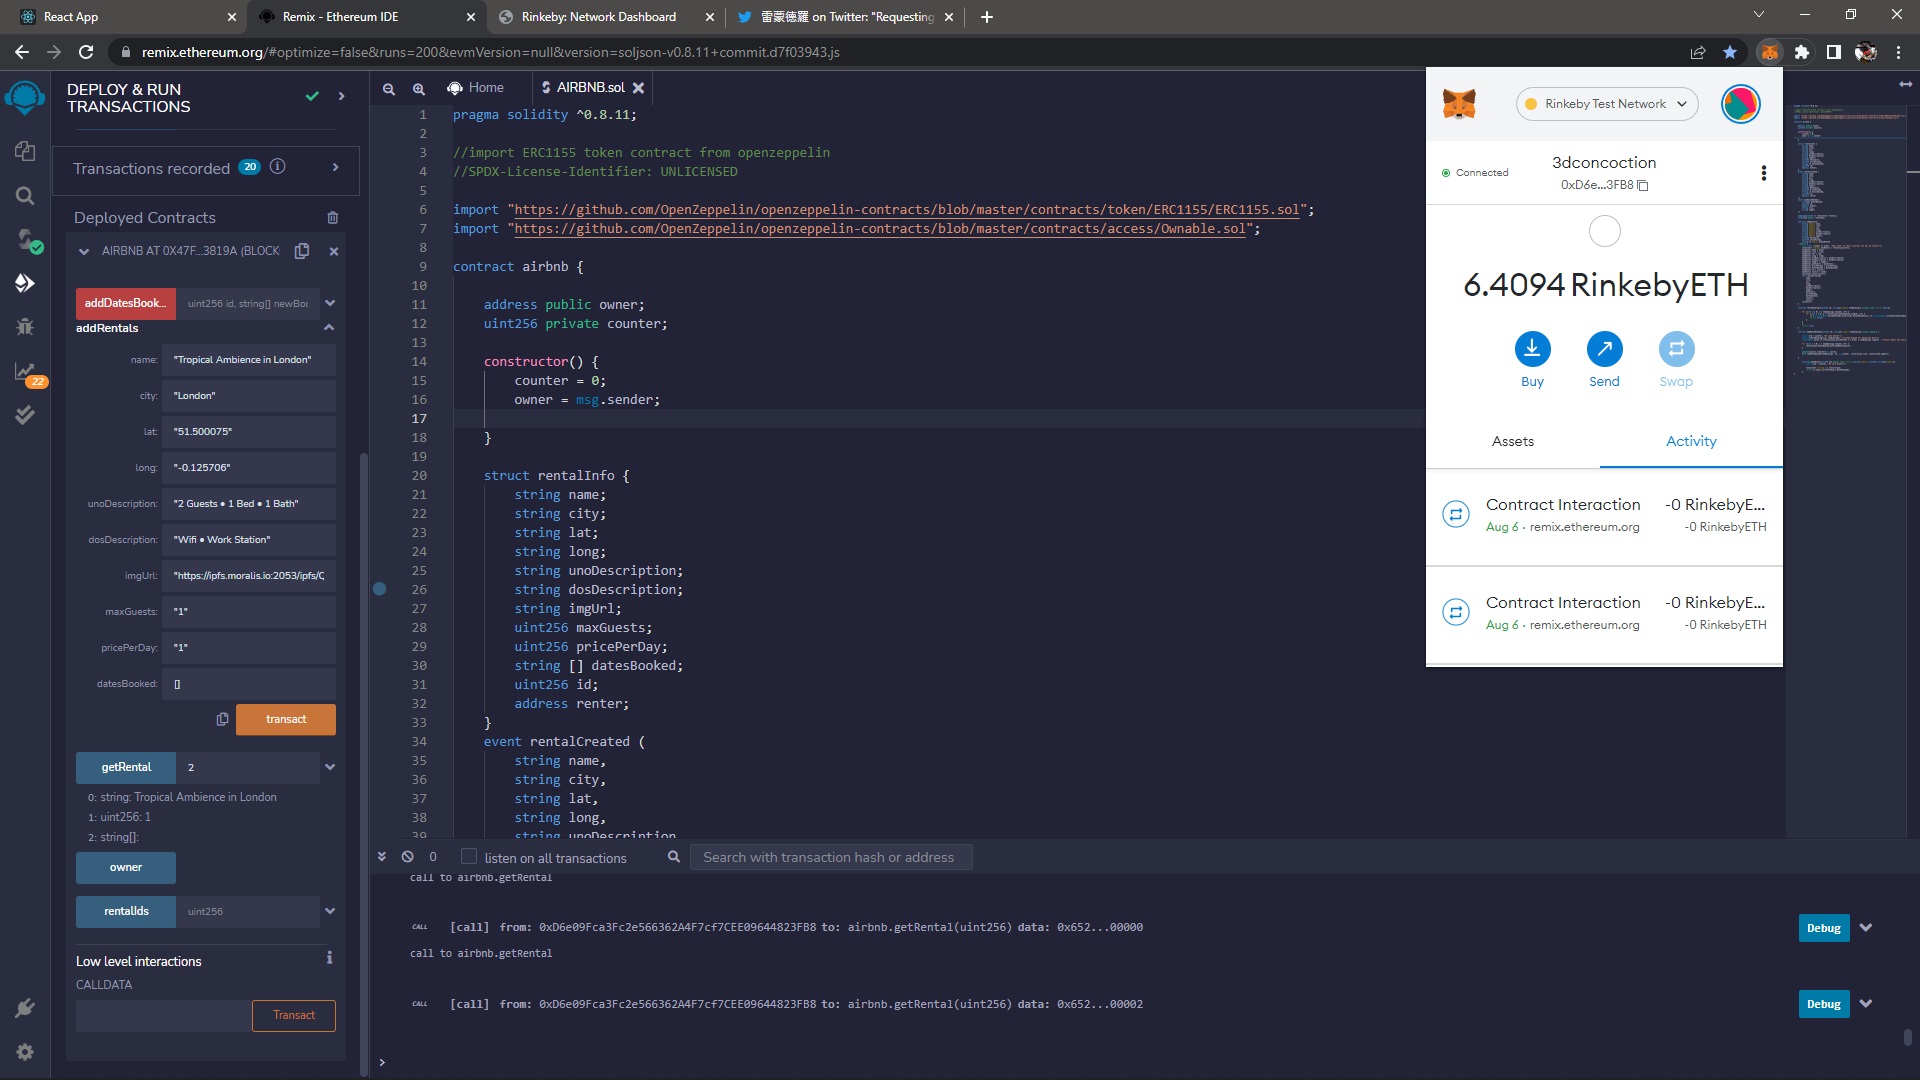 React App
Remix - Ethereum IDE
Rinkeby: Network Dashboard
雷蒙德羅 on Twitter: "Requesting
remix.ethereum.org/#optimize=false&runs=200&evmVersion=null&version=soljson-v0.8.11+commit.d7f03943.js
DEPLOY & RUN
TRANSACTIONS
Transactions recorded 20
Deployed Contracts
AIRBNB AT 0X47F...3819A (BLOCK
addDatesBook... uint256 id, string[] newBoo
addRentals
name: "Tropical Ambience in London"
city: "London"
lat: "51.500075"
long: "-0.125706"
unoDescription: "2 Guests • 1 Bed • 1 Bath"
dosDescription: "Wifi • Work Station"
imgUrl: "https://ipfs.moralis.io:2053/ipfs/Q
maxGuests: "1"
pricePerDay: "1"
datesBooked: []
transact
getRental 2
0: string: Tropical Ambience in London
1: uint256: 1
2: string[]:
owner
rentalIds uint256
Low level interactions
CALLDATA
Transact
22
Home
AIRBNB.sol
1 pragma solidity ^0.8.11;
2
3 //import ERC1155 token contract from openzeppelin
4 //SPDX-License-Identifier: UNLICENSED
5
6 import "https://github.com/OpenZeppelin/openzeppelin-contracts/blob/master/contracts/token/ERC1155/ERC1155.sol";
7 import "https://github.com/OpenZeppelin/openzeppelin-contracts/blob/master/contracts/access/Ownable.sol";
8
9 contract airbnb {
10
11 address public owner;
12 uint256 private counter;
13
14 constructor() {
15 counter = 0;
16 owner = msg.sender;
17
18 }
19
20 struct rentalInfo {
21 string name;
22 string city;
23 string lat;
24 string long;
25 string unoDescription;
26 string dosDescription;
27 string imgUrl;
28 uint256 maxGuests;
29 uint256 pricePerDay;
30 string [] datesBooked;
31 uint256 id;
32 address renter;
33 }
34 event rentalCreated (
35 string name,
36 string city,
37 string lat,
38 string long,
39 string unoDescription
Rinkeby Test Network
Connected
3dconcoction
0xD6e...3FB8
6.4094 RinkebyETH
Buy
Send
Swap
Assets
Activity
Contract Interaction -0 RinkebyE...
Aug 6 · remix.ethereum.org -0 RinkebyETH
Contract Interaction -0 RinkebyE...
Aug 6 · remix.ethereum.org -0 RinkebyETH
0
listen on all transactions
Search with transaction hash or address
call to airbnb.getRental
CALL [call] from: 0xD6e09Fca3Fc2e566362A4F7cf7CEE09644823FB8 to: airbnb.getRental(uint256) data: 0x652...00000
Debug
call to airbnb.getRental
CALL [call] from: 0xD6e09Fca3Fc2e566362A4F7cf7CEE09644823FB8 to: airbnb.getRental(uint256) data: 0x652...00002
Debug
>